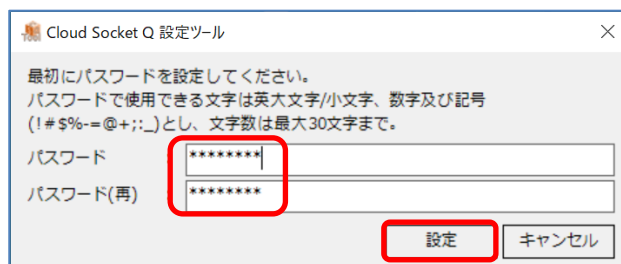 Cloud Socket Q 設定ツール
最初にパスワードを設定してください。
パスワードで使用できる文字は英大文字/小文字、数字及び記号
(!#$%-=@+;:_)とし、文字数は最大30文字まで。
パスワード : ********
パスワード(再) : ********
設定 キャンセル